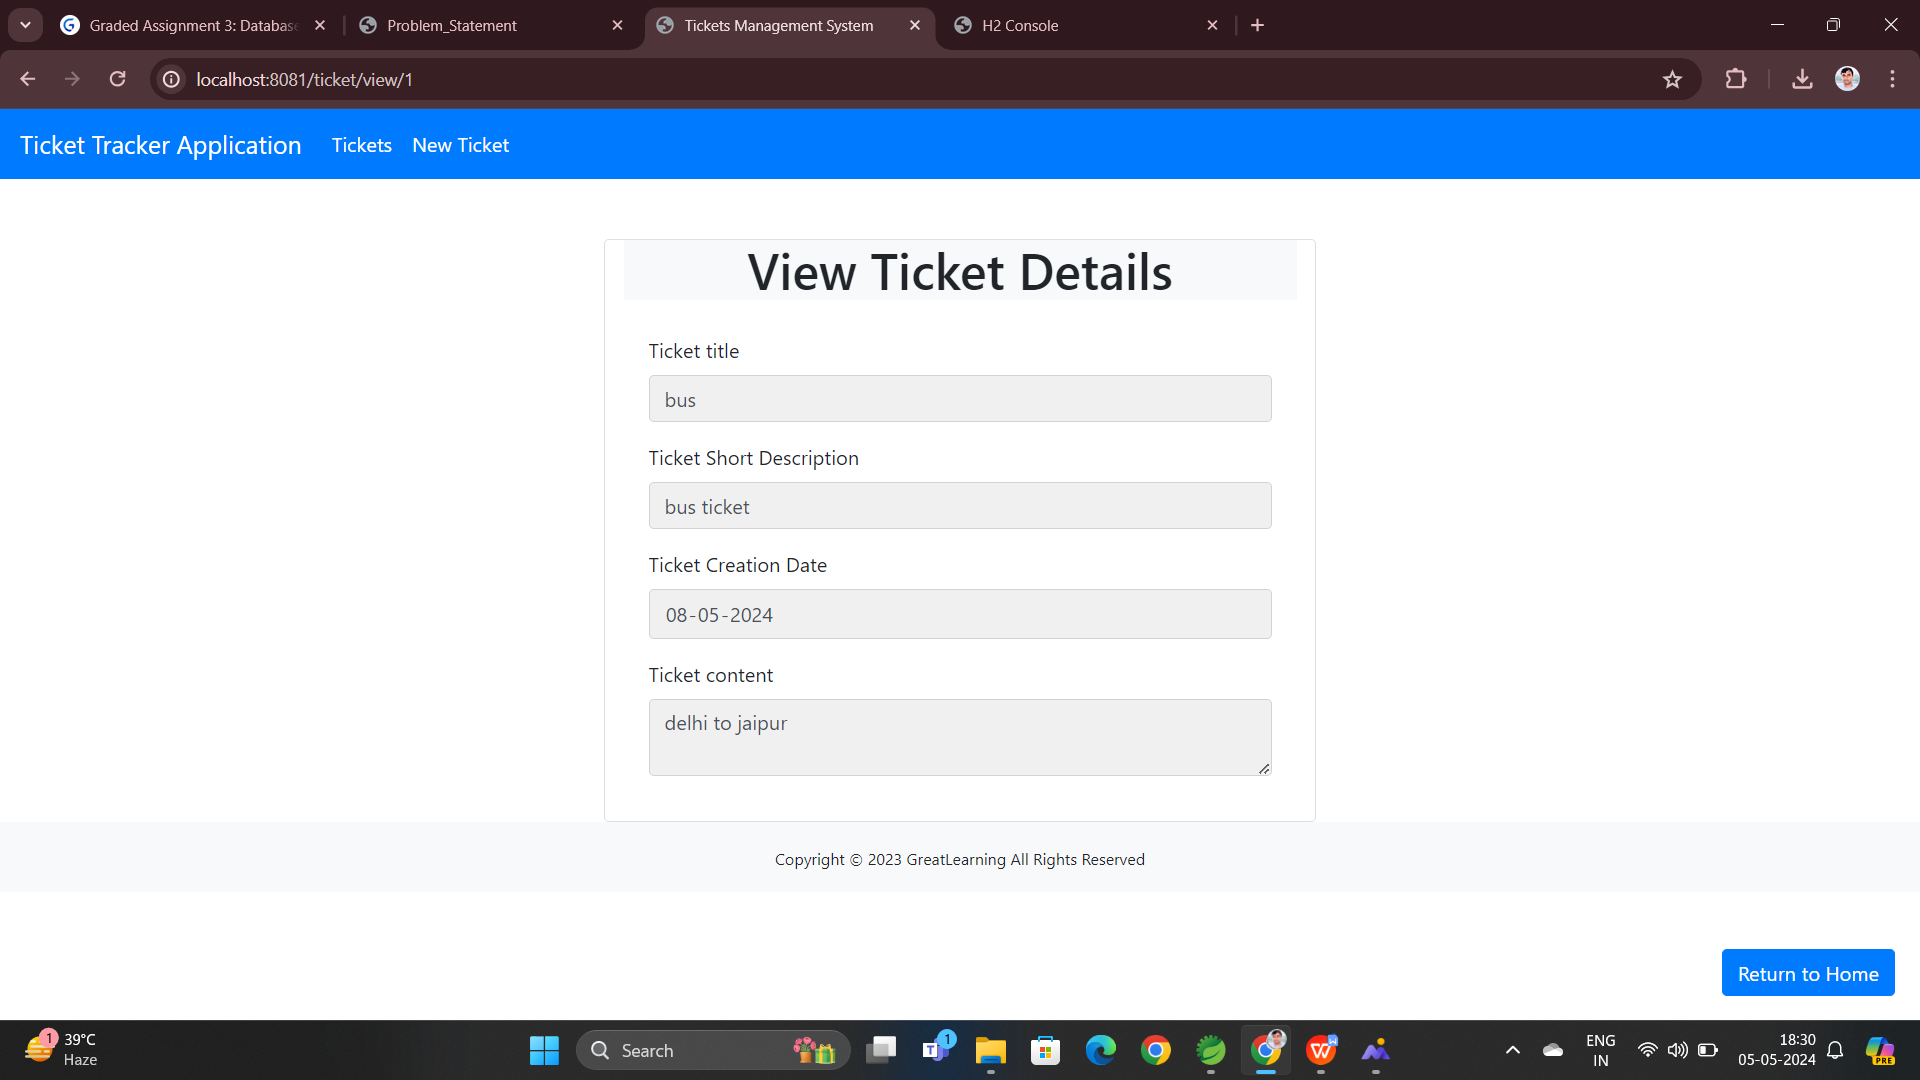 Graded Assignment 3: Databas
Problem_Statement
Tickets Management System
H2 Console
localhost:8081/ticket/view/1
Ticket Tracker Application
Tickets
New Ticket
View Ticket Details
Ticket title
bus
Ticket Short Description
bus ticket
Ticket Creation Date
08-05-2024
Ticket content
delhi to jaipur
Copyright © 2023 GreatLearning All Rights Reserved
Return to Home
1
39°C
Haze
Search
1
ENG
IN
18:30
05-05-2024
PRE